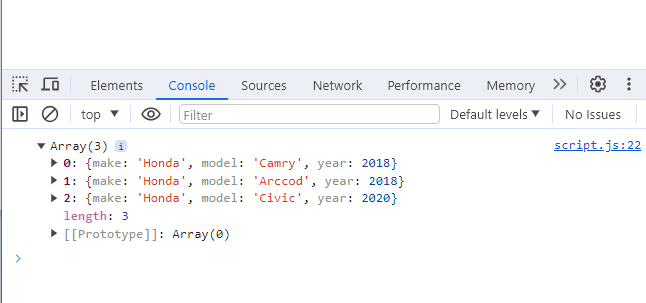 Elements Console Sources Network Performance Memory
top Filter Default levels No Issues
Array(3) i script.js:22
0: {make: 'Honda', model: 'Camry', year: 2018}
1: {make: 'Honda', model: 'Arccod', year: 2018}
2: {make: 'Honda', model: 'Civic', year: 2020}
length: 3
[[Prototype]]: Array(0)